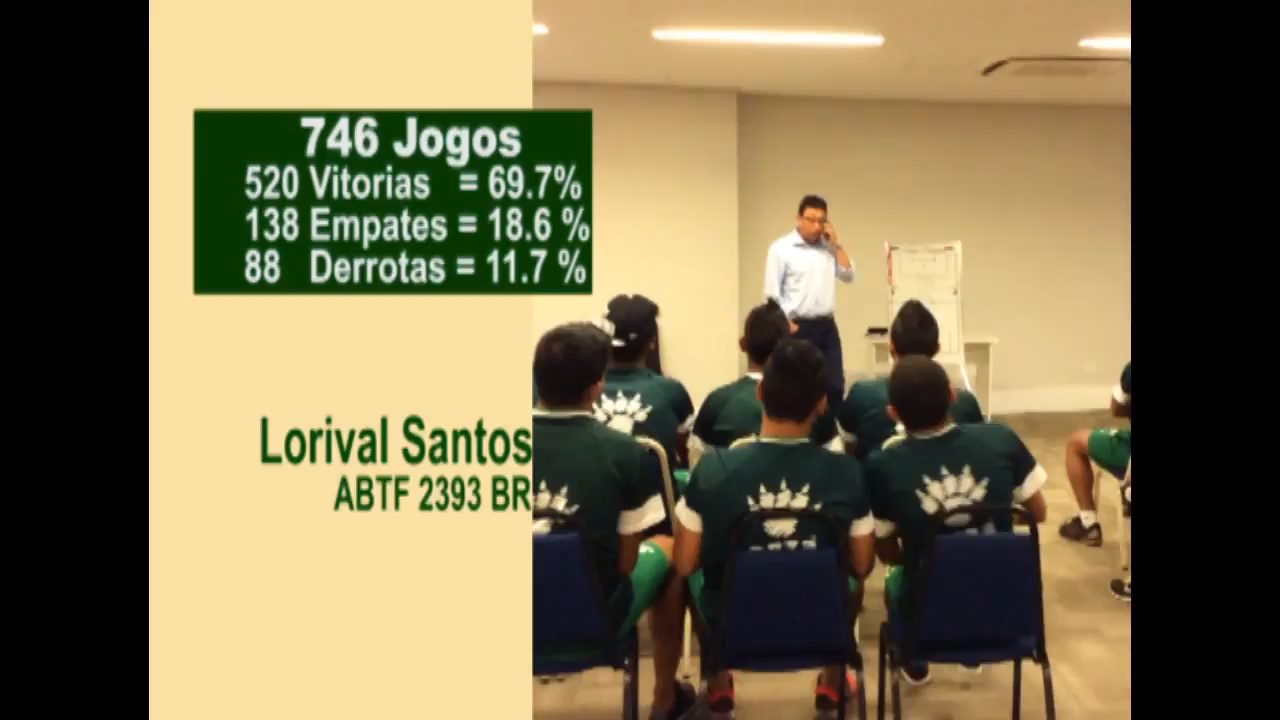 746 Jogos
520 Vitorias = 69.7%
138 Empates = 18.6 %
88 Derrotas = 11.7 %
Lorival Santos
ABTF 2393 BR